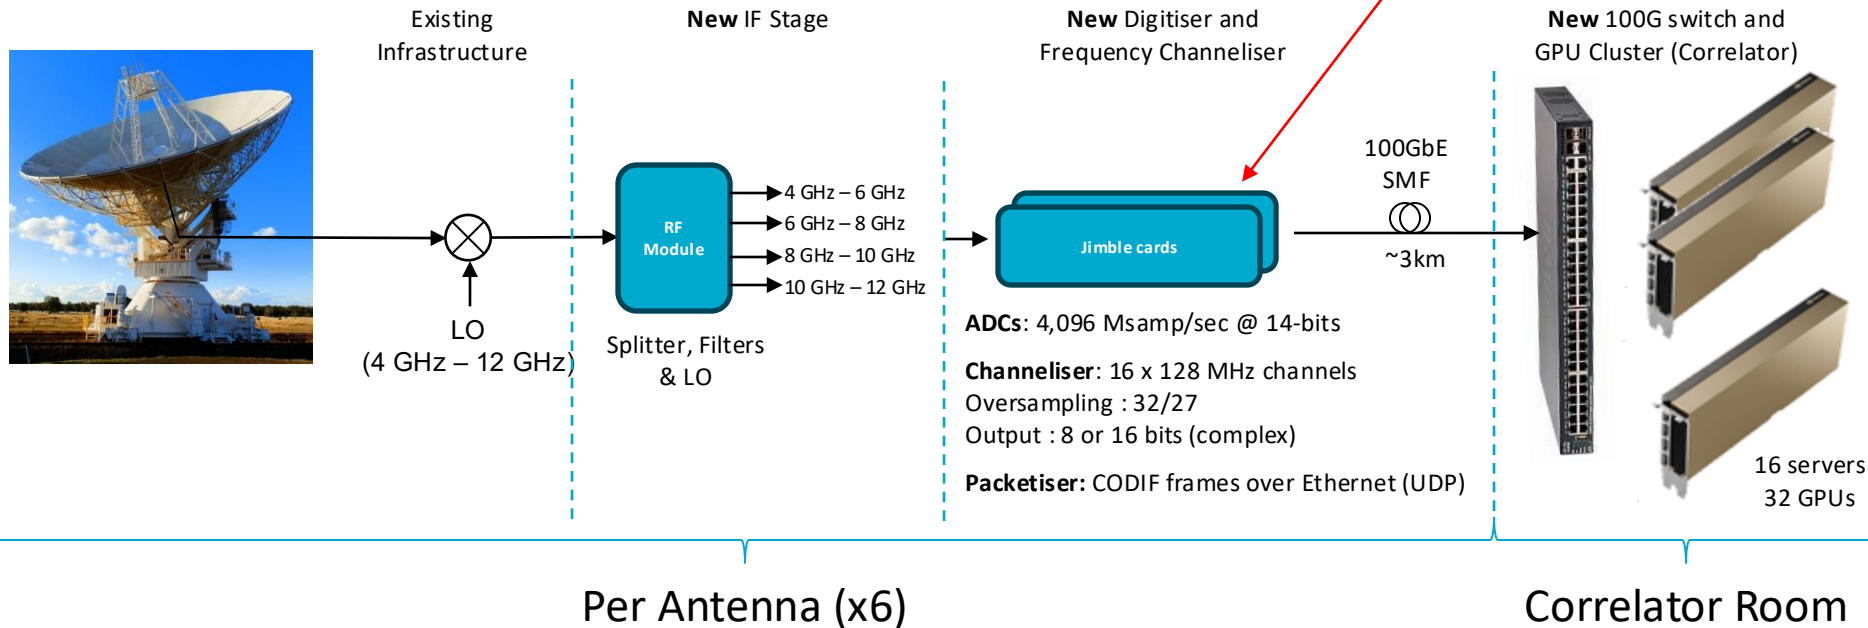 Existing
Infrastructure
New IF Stage
New Digitiser and
Frequency Channeliser
New 100G switch and
GPU Cluster (Correlator)
LO
(4 GHz – 12 GHz)
RF
Module
4 GHz – 6 GHz
6 GHz – 8 GHz
8 GHz – 10 GHz
10 GHz – 12 GHz
Splitter, Filters
& LO
Jimble cards
ADCs: 4,096 Msamp/sec @ 14-bits
Channeliser: 16 x 128 MHz channels
Oversampling : 32/27
Output : 8 or 16 bits (complex)
Packetiser: CODIF frames over Ethernet (UDP)
100GbE
SMF
~3km
16 servers
32 GPUs
Per Antenna (x6)
Correlator Room